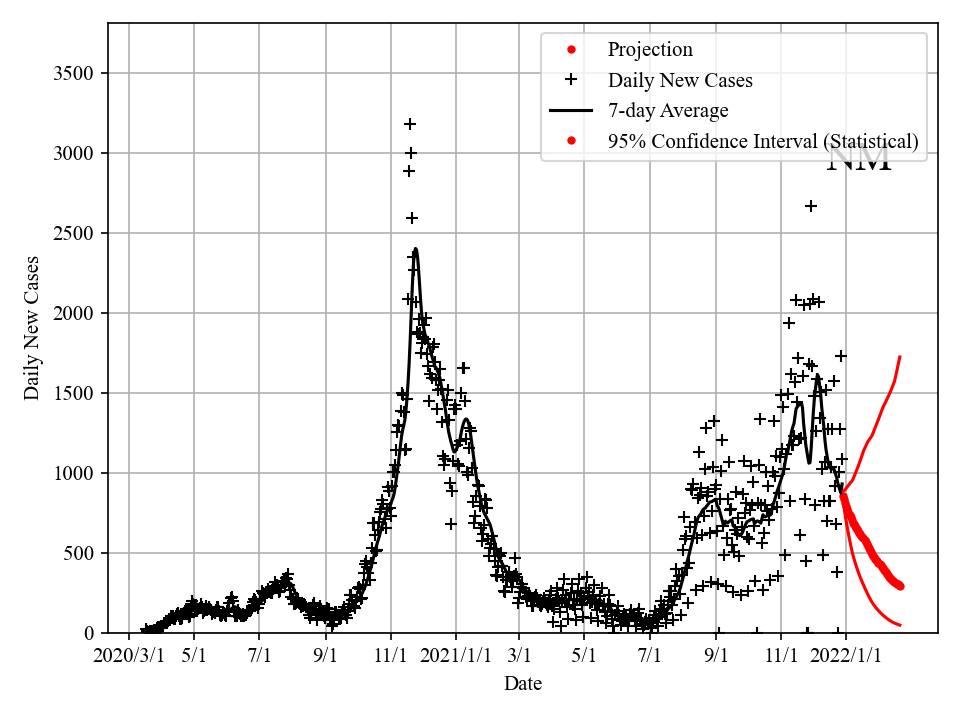 Projection
Daily New Cases
7-day Average
95% Confidence Interval (Statistical)
NM
3500
3000
2500
2000
1500
1000
500
0
Daily New Cases
2020/3/1 5/1 7/1 9/1 11/1 2021/1/1 3/1 5/1 7/1 9/1 11/1 2022/1/1
Date